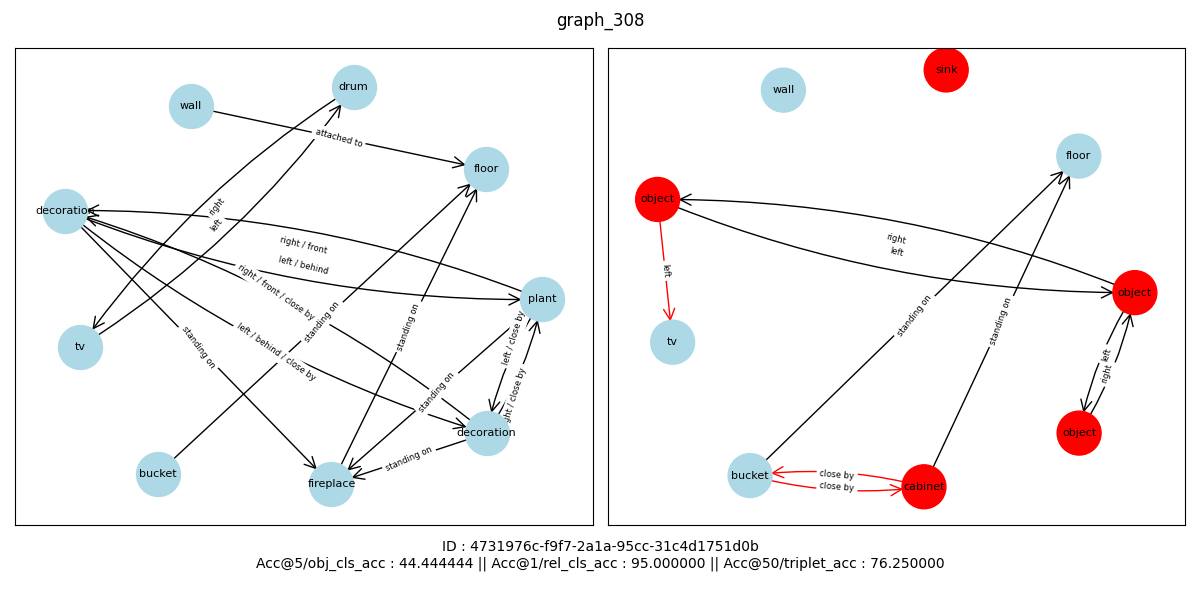 graph_308
drum
wall
attached to
floor
decoration
right
left
right / front
left / behind
right / front / close by
plant
standing on
standing on
tv
standing on
left / close by
left / behind / close by
standing on
ght / close by
decoration
standing on
bucket
fireplace
sink
wall
floor
object
right
left
left
object
standing on
standing on
tv
left
right
object
bucket
close by
close by
cabinet
ID : 4731976c-f9f7-2a1a-95cc-31c4d1751d0b
Acc@5/obj_cls_acc : 44.444444 || Acc@1/rel_cls_acc : 95.000000 || Acc@50/triplet_acc : 76.250000